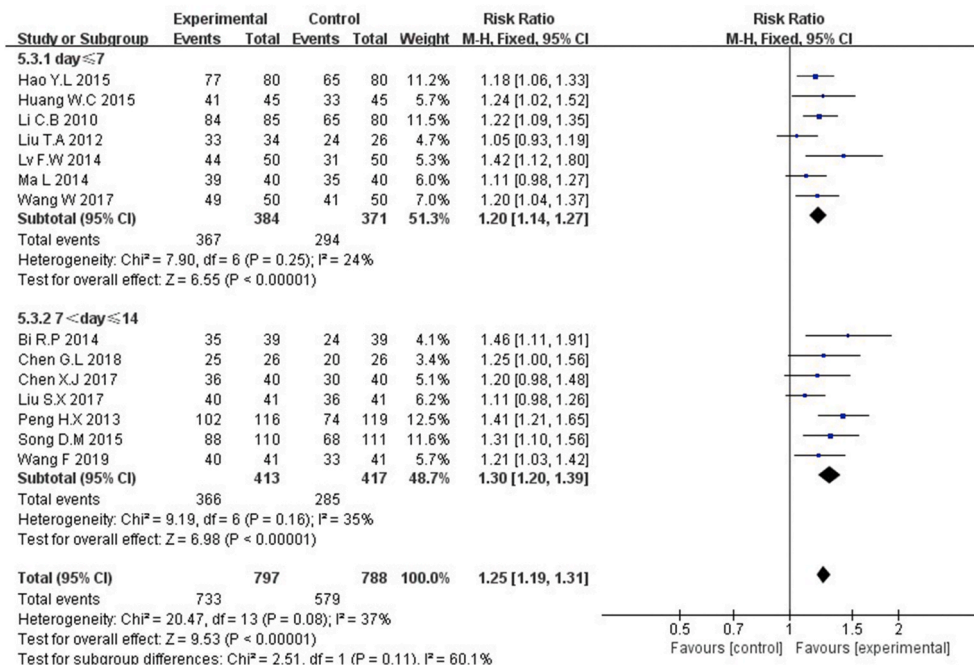 Experimental Control Risk Ratio Risk Ratio
Study or Subgroup Events Total Events Total Weight M-H, Fixed, 95% CI M-H, Fixed, 95% CI
5.3.1 day≤7
Hao Y.L 2015 77 80 65 80 11.2% 1.18 [1.06, 1.33]
Huang W.C 2015 41 45 33 45 5.7% 1.24 [1.02, 1.52]
Li C.B 2010 84 85 65 80 11.5% 1.22 [1.09, 1.35]
Liu T.A 2012 33 34 24 26 5.3% 1.05 [0.93, 1.19]
Lv F.W 2014 44 50 31 50 5.3% 1.42 [1.12, 1.80]
Ma L 2014 39 40 35 40 6.0% 1.11 [0.98, 1.27]
Wang W 2017 49 50 41 50 7.0% 1.20 [1.04, 1.37]
Subtotal (95% CI) 384 371 51.3% 1.20 [1.14, 1.27]
Total events 367 294
Heterogeneity: Chi² = 7.90, df = 6 (P = 0.25); I² = 24%
Test for overall effect: Z = 6.55 (P < 0.00001)
5.3.2 7<day≤14
Bi R.P 2014 35 39 24 39 4.1% 1.46 [1.11, 1.91]
Chen G.L 2018 25 26 20 26 3.4% 1.25 [1.00, 1.56]
Chen X.J 2017 36 40 30 40 5.1% 1.20 [0.98, 1.48]
Liu S.X 2017 40 41 36 41 6.2% 1.11 [0.98, 1.26]
Peng H.X 2013 102 116 74 119 12.5% 1.41 [1.21, 1.65]
Song D.M 2015 88 110 68 111 11.6% 1.31 [1.10, 1.56]
Wang F 2019 40 41 33 41 5.7% 1.21 [1.03, 1.42]
Subtotal (95% CI) 413 417 48.7% 1.30 [1.20, 1.39]
Total events 366 285
Heterogeneity: Chi² = 9.19, df = 6 (P = 0.16); I² = 35%
Test for overall effect: Z = 6.98 (P < 0.00001)
Total (95% CI) 797 788 100.0% 1.25 [1.19, 1.31]
Total events 733 579
Heterogeneity: Chi² = 20.47, df = 13 (P = 0.08); I² = 37%
Test for overall effect: Z = 9.53 (P < 0.00001)
Test for subgroup differences: Chi² = 2.51, df = 1 (P = 0.11), I² = 60.1%
0.5 0.7 1 1.5 2
Favours [control] Favours [experimental]